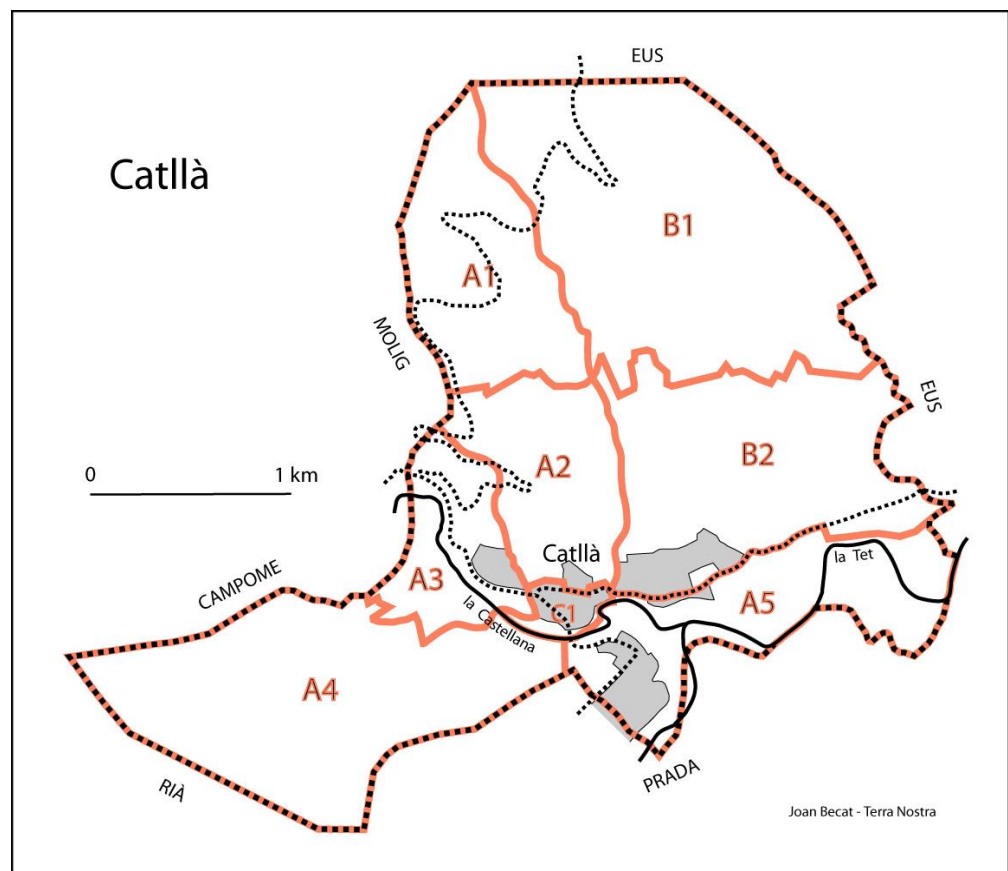 EUS
Catllà
B1
A1
MOLIG
EUS
B2
A2
0 1 km
Catllà
la Tet
CAMPOME
A3
A5
C1
la Castellana
A4
PRADA
RIÀ
Joan Becat - Terra Nostra